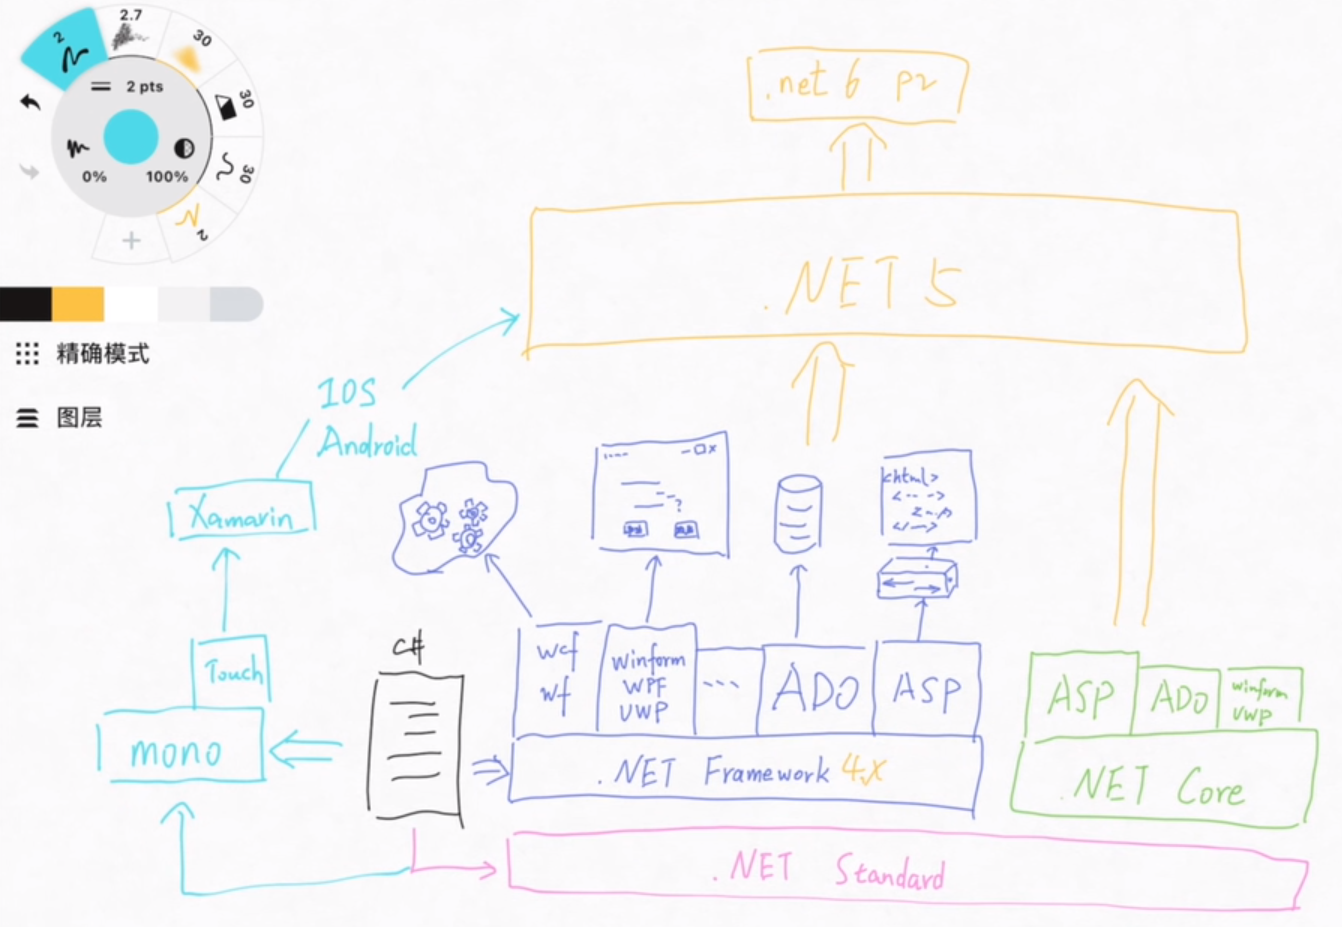 2
2.7
30
30
30
2
2 pts
0%
100%
精确模式
图层
.net 6 P2
.NET 5
IOS
Android
Xamarin
Touch
mono
C#
<html>
wcf
wf
winform
WPF
UWP
...
ADO
ASP
.NET Framework 4.x
ASP
ADO
winform
UWP
.NET Core
.NET Standard